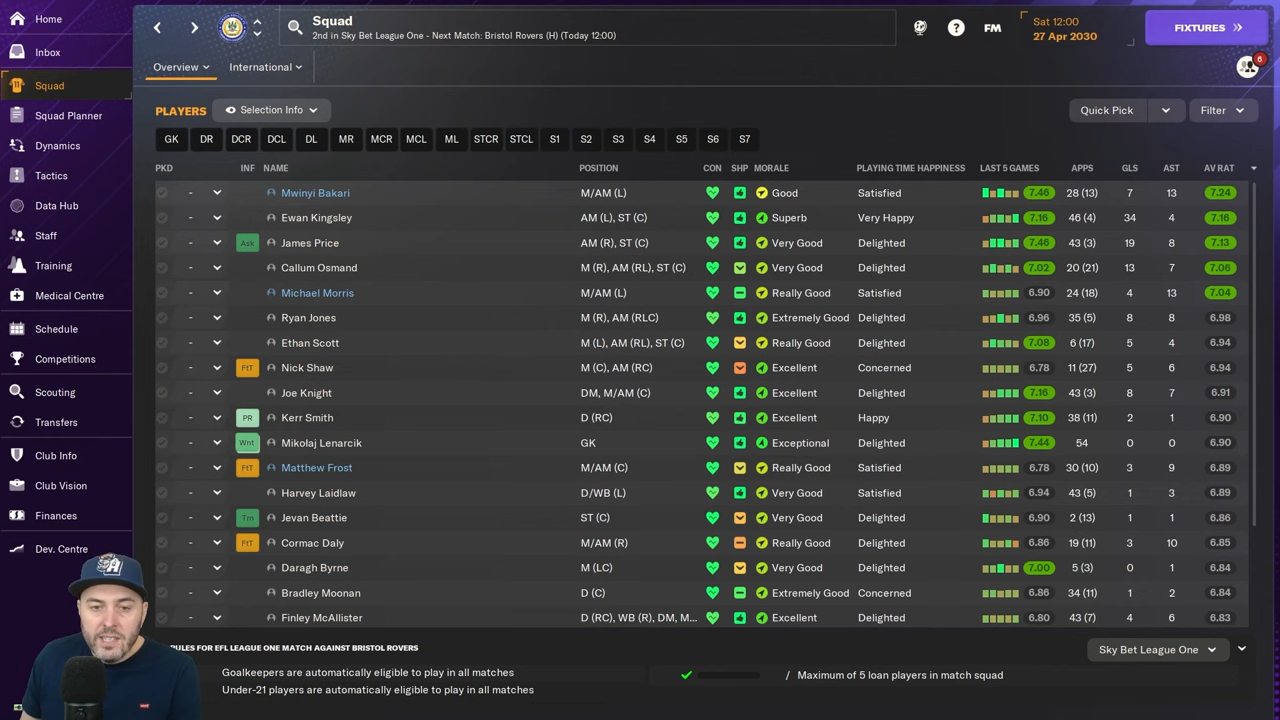 Home
Inbox
Squad
Squad Planner
Dynamics
Tactics
Data Hub
Staff
Training
Medical Centre
Schedule
Competitions
Scouting
Transfers
Club Info
Club Vision
Finances
Dev. Centre
Squad
2nd in Sky Bet League One - Next Match: Bristol Rovers (H) (Today 12:00)
FM
Sat 12:00
27 Apr 2030
FIXTURES
6
Overview International
PLAYERS Selection Info Quick Pick Filter
GK DR DCR DCL DL MR MCR MCL ML STCR STCL S1 S2 S3 S4 S5 S6 S7
PKD INF NAME POSITION CON SHP MORALE PLAYING TIME HAPPINESS LAST 5 GAMES APPS GLS AST AV RAT
- Mwinyi Bakari M/AM (L) Good Satisfied 7.46 28 (13) 7 13 7.24
- Ewan Kingsley AM (L), ST (C) Superb Very Happy 7.16 46 (4) 34 4 7.16
- Ask James Price AM (R), ST (C) Very Good Delighted 7.46 43 (3) 19 8 7.13
- Callum Osmand M (R), AM (RL), ST (C) Very Good Delighted 7.02 20 (21) 13 7 7.06
- Michael Morris M/AM (L) Really Good Satisfied 6.90 24 (18) 4 13 7.04
- Ryan Jones M (R), AM (RLC) Extremely Good Delighted 6.96 35 (5) 8 8 6.98
- Ethan Scott M (L), AM (RL), ST (C) Really Good Delighted 7.08 6 (17) 5 4 6.94
- FtT Nick Shaw M (C), AM (RC) Excellent Concerned 6.78 11 (27) 5 6 6.94
- Joe Knight DM, M/AM (C) Excellent Delighted 7.16 43 (3) 8 7 6.91
- PR Kerr Smith D (RC) Excellent Happy 7.10 38 (11) 2 1 6.90
- Wnt Mikolaj Lenarcik GK Exceptional Delighted 7.44 54 0 0 6.90
- FtT Matthew Frost M/AM (C) Really Good Satisfied 6.78 30 (10) 3 9 6.89
- Harvey Laidlaw D/WB (L) Very Good Satisfied 6.94 43 (5) 1 3 6.89
- Trn Jevan Beattie ST (C) Very Good Delighted 6.90 2 (13) 1 1 6.86
- FtT Cormac Daly M/AM (R) Really Good Delighted 6.86 19 (11) 3 10 6.85
- Daragh Byrne M (LC) Very Good Delighted 7.00 5 (3) 0 1 6.84
- Bradley Moonan D (C) Extremely Good Concerned 6.86 34 (11) 1 2 6.84
- Finley McAllister D (RC), WB (R), DM, M... Excellent Delighted 6.80 43 (7) 4 6 6.83
RULES FOR EFL LEAGUE ONE MATCH AGAINST BRISTOL ROVERS Sky Bet League One
Goalkeepers are automatically eligible to play in all matches
Under-21 players are automatically eligible to play in all matches
/ Maximum of 5 loan players in match squad